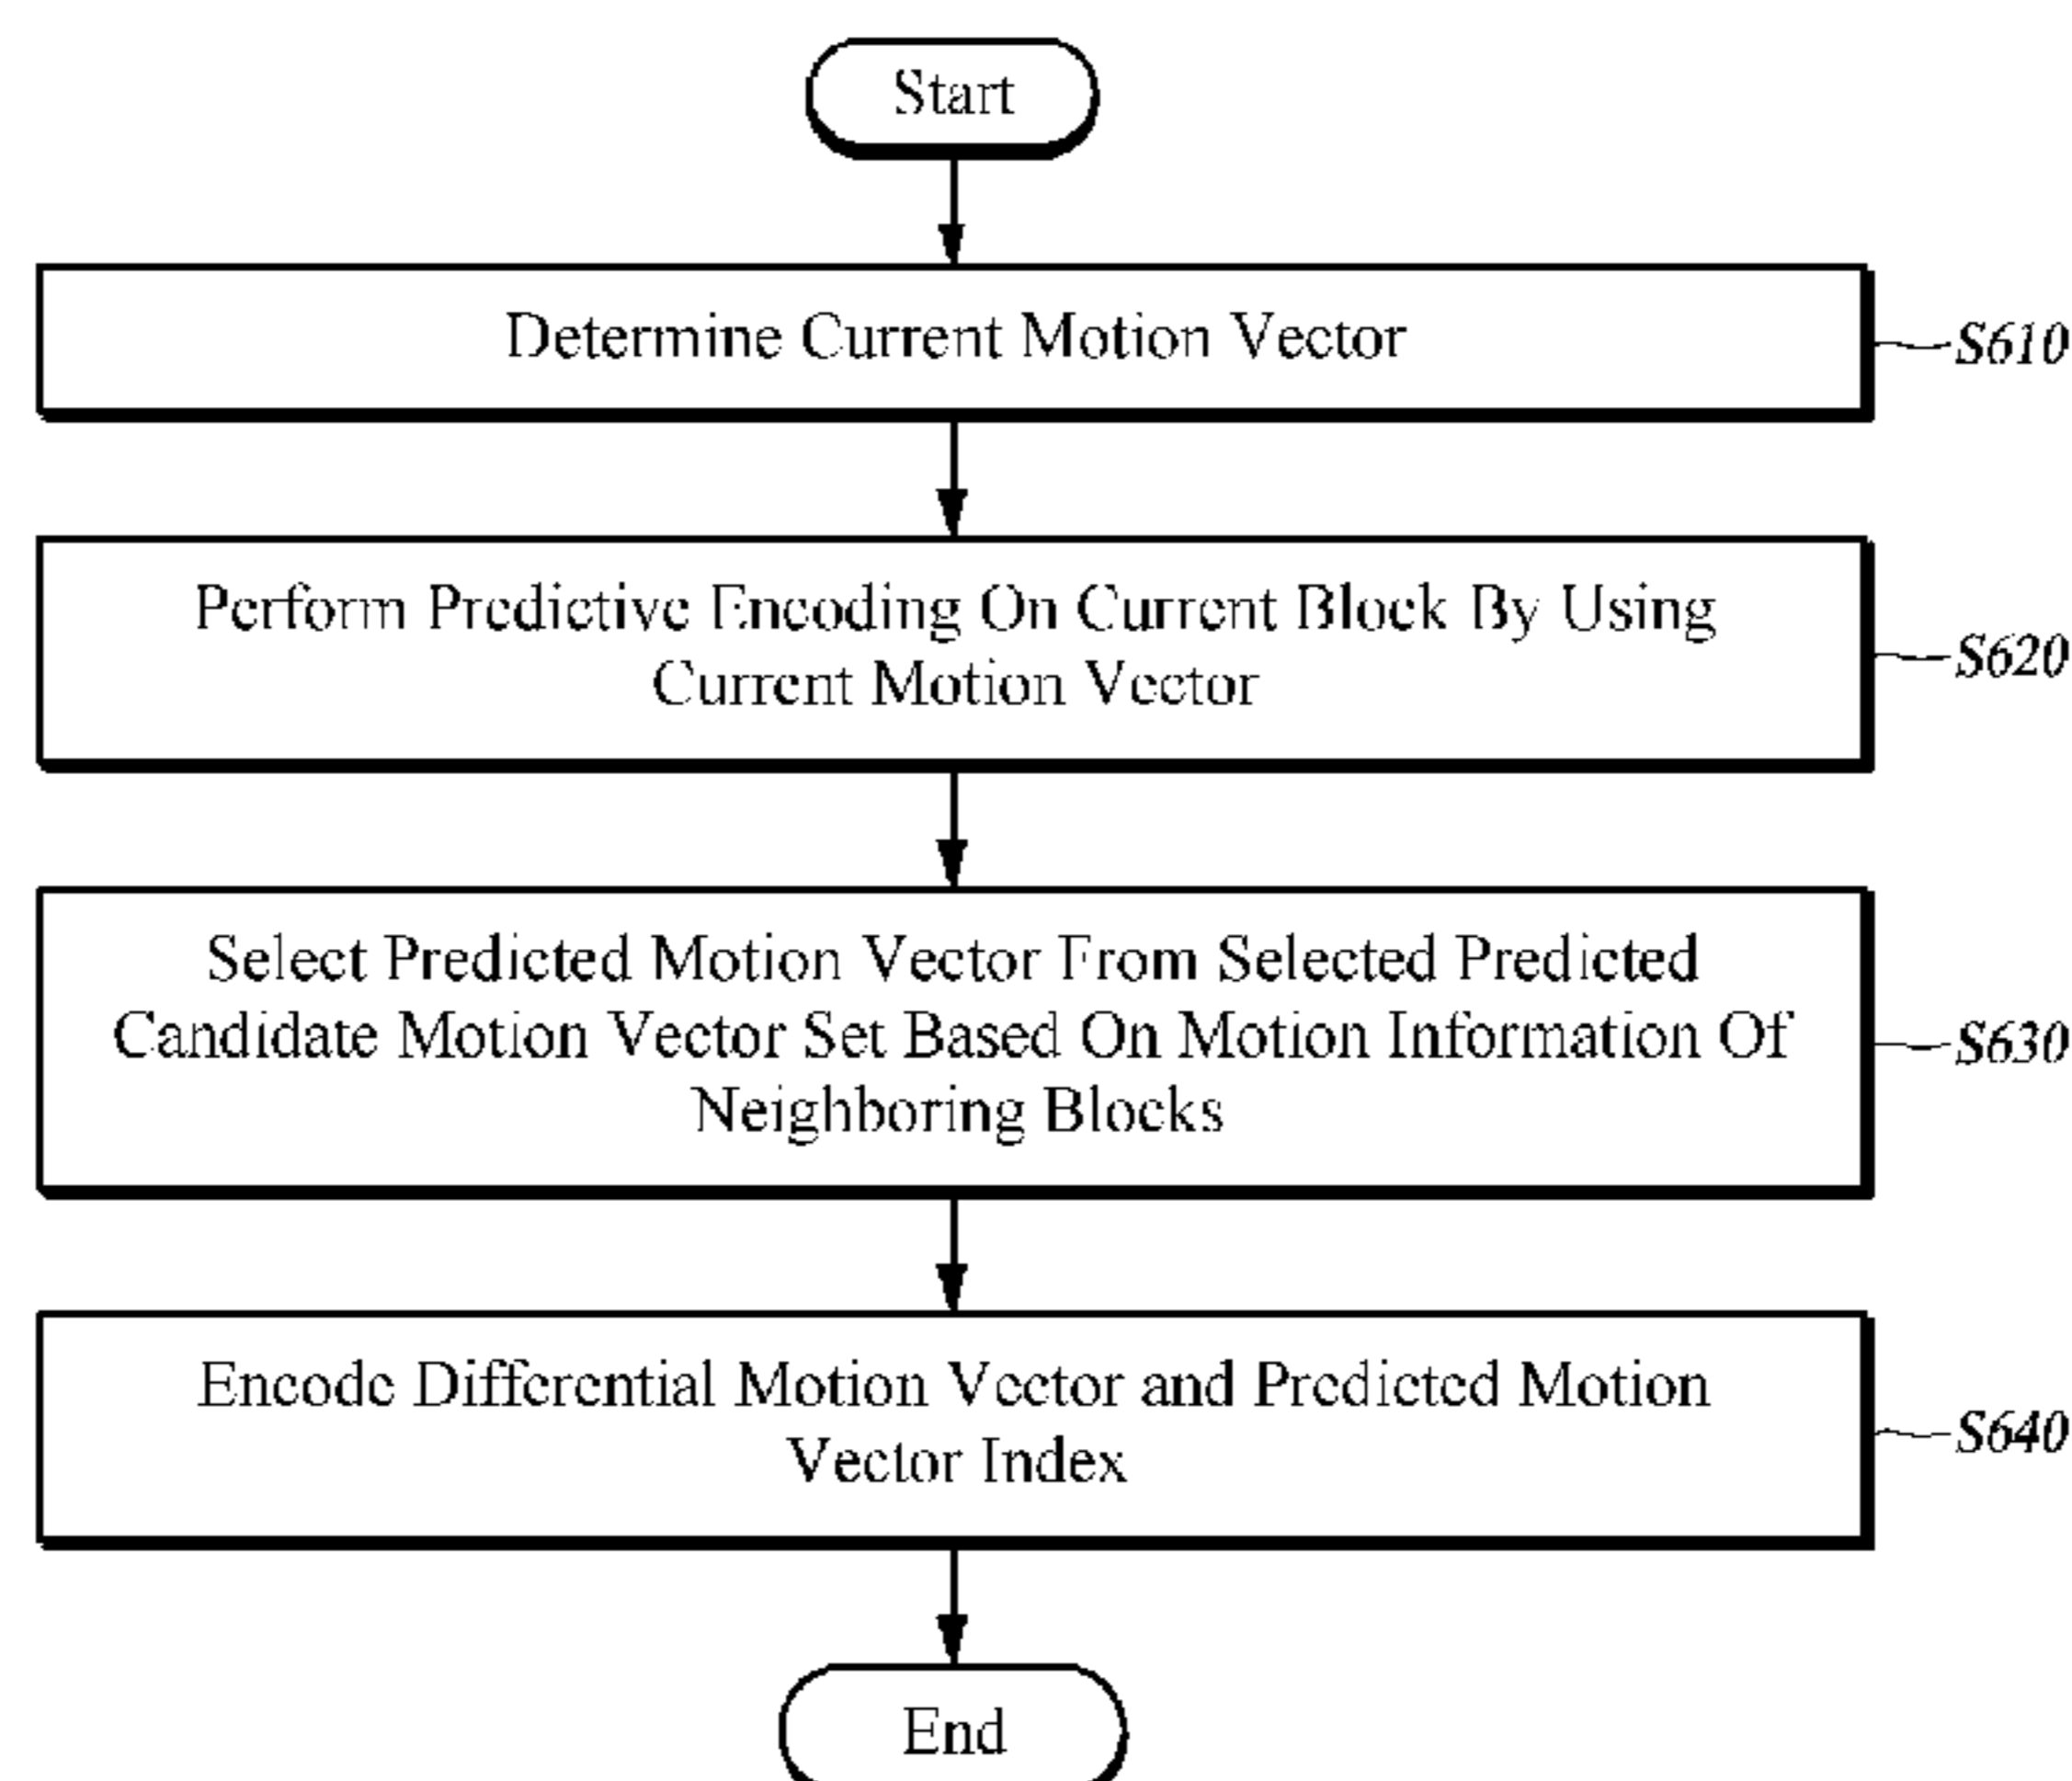 Start
Determine Current Motion Vector
S610
Perform Predictive Encoding On Current Block By Using
Current Motion Vector
S620
Select Predicted Motion Vector From Selected Predicted
Candidate Motion Vector Set Based On Motion Information Of
Neighboring Blocks
S630
Encode Differential Motion Vector and Predicted Motion
Vector Index
S640
End